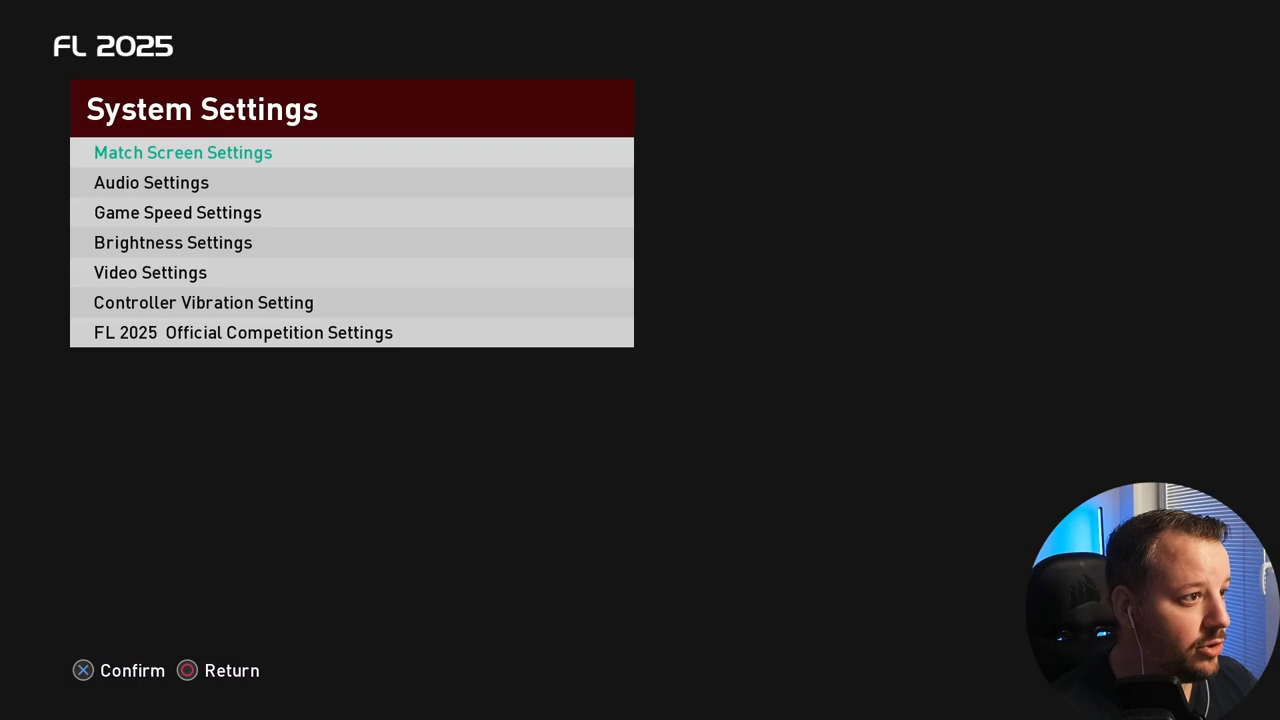 FL 2025
System Settings
Match Screen Settings
Audio Settings
Game Speed Settings
Brightness Settings
Video Settings
Controller Vibration Setting
FL 2025 Official Competition Settings
Confirm Return